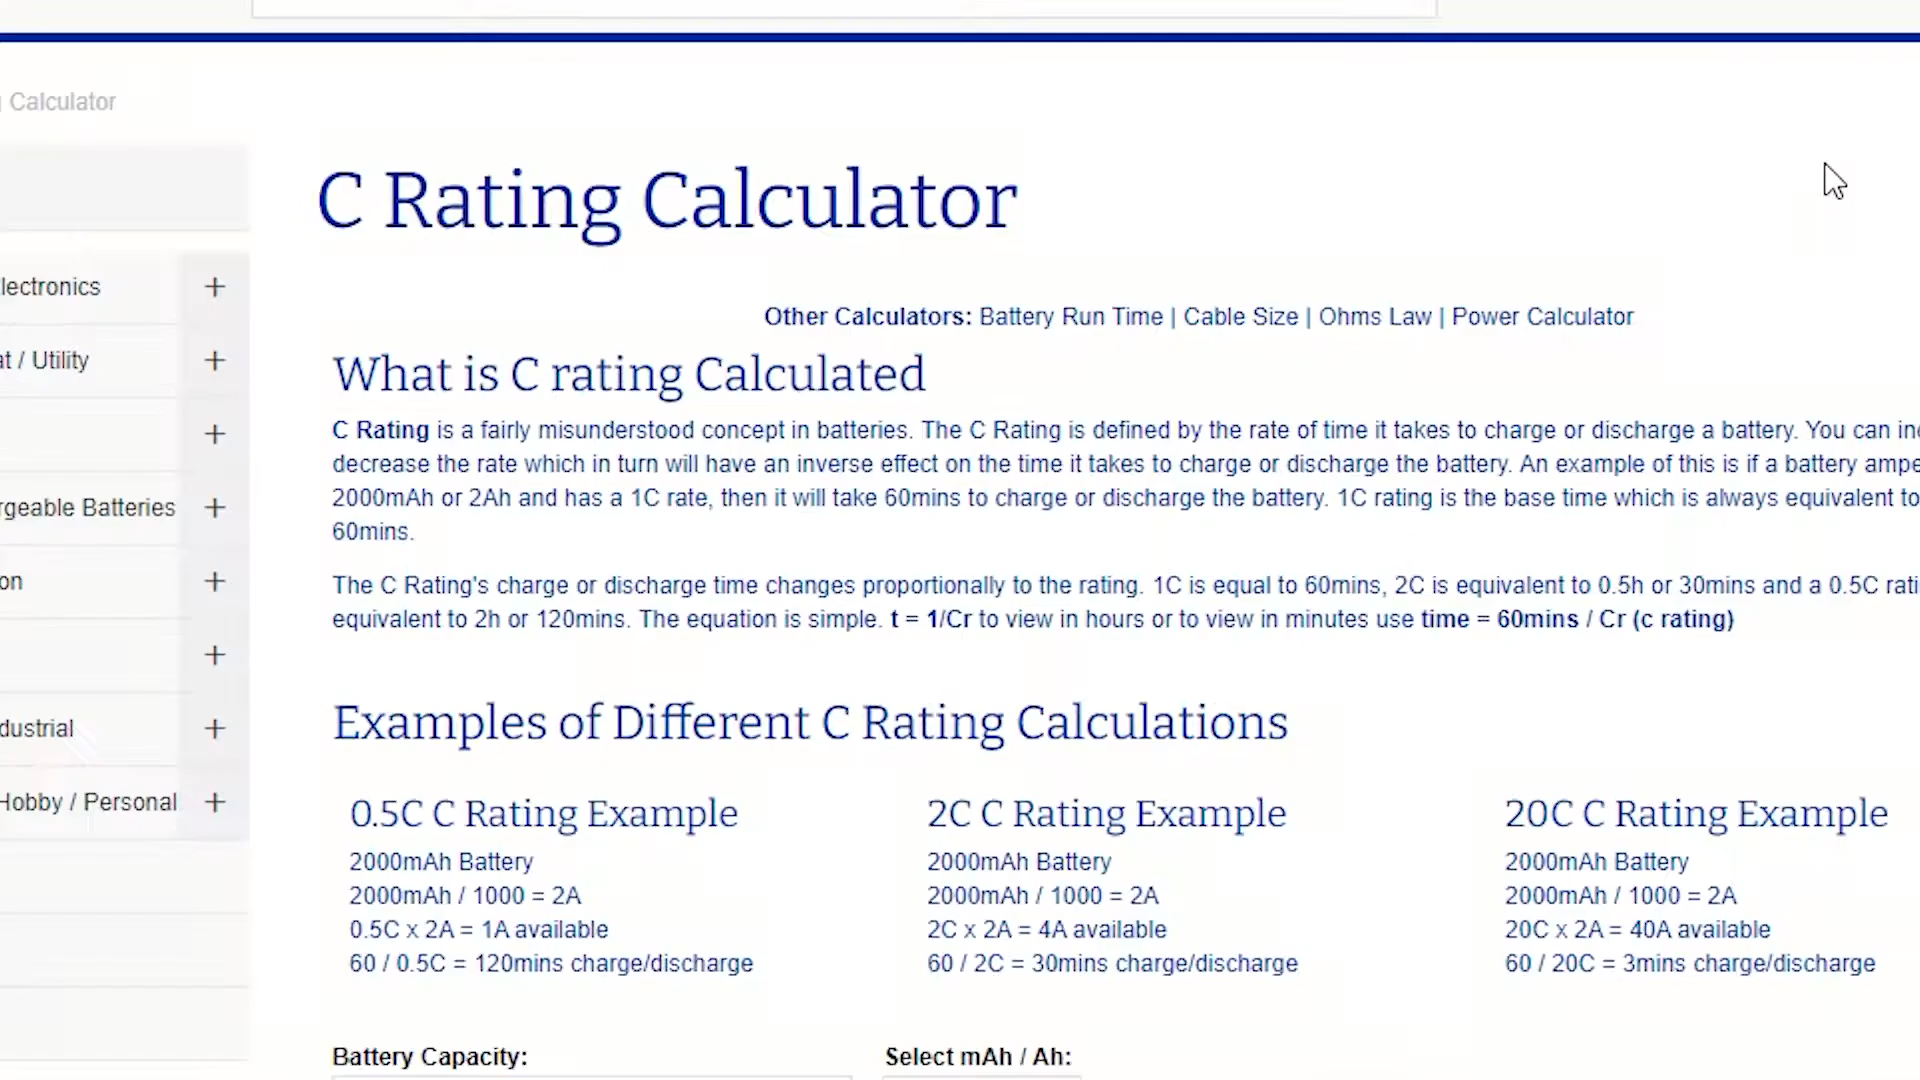 Calculator
C Rating Calculator
Other Calculators: Battery Run Time | Cable Size | Ohms Law | Power Calculator
What is C rating Calculated
C Rating is a fairly misunderstood concept in batteries. The C Rating is defined by the rate of time it takes to charge or discharge a battery. You can
decrease the rate which in turn will have an inverse effect on the time it takes to charge or discharge the battery. An example of this is if a battery
2000mAh or 2Ah and has a 1C rate, then it will take 60mins to charge or discharge the battery. 1C rating is the base time which is always equivalent to
60mins.
The C Rating's charge or discharge time changes proportionally to the rating. 1C is equal to 60mins, 2C is equivalent to 0.5h or 30mins and a 0.5C
equivalent to 2h or 120mins. The equation is simple. t = 1/Cr to view in hours or to view in minutes use time = 60mins / Cr (c rating)
Examples of Different C Rating Calculations
0.5C C Rating Example
2000mAh Battery
2000mAh / 1000 = 2A
0.5C x 2A = 1A available
60 / 0.5C = 120mins charge/discharge
2C C Rating Example
2000mAh Battery
2000mAh / 1000 = 2A
2C x 2A = 4A available
60 / 2C = 30mins charge/discharge
20C C Rating Example
2000mAh Battery
2000mAh / 1000 = 2A
20C x 2A = 40A available
60 / 20C = 3mins charge/discharge
Battery Capacity:
Select mAh / Ah:
lectronics +
at / Utility +
+
rgeable Batteries +
on +
+
dustrial +
Hobby / Personal +